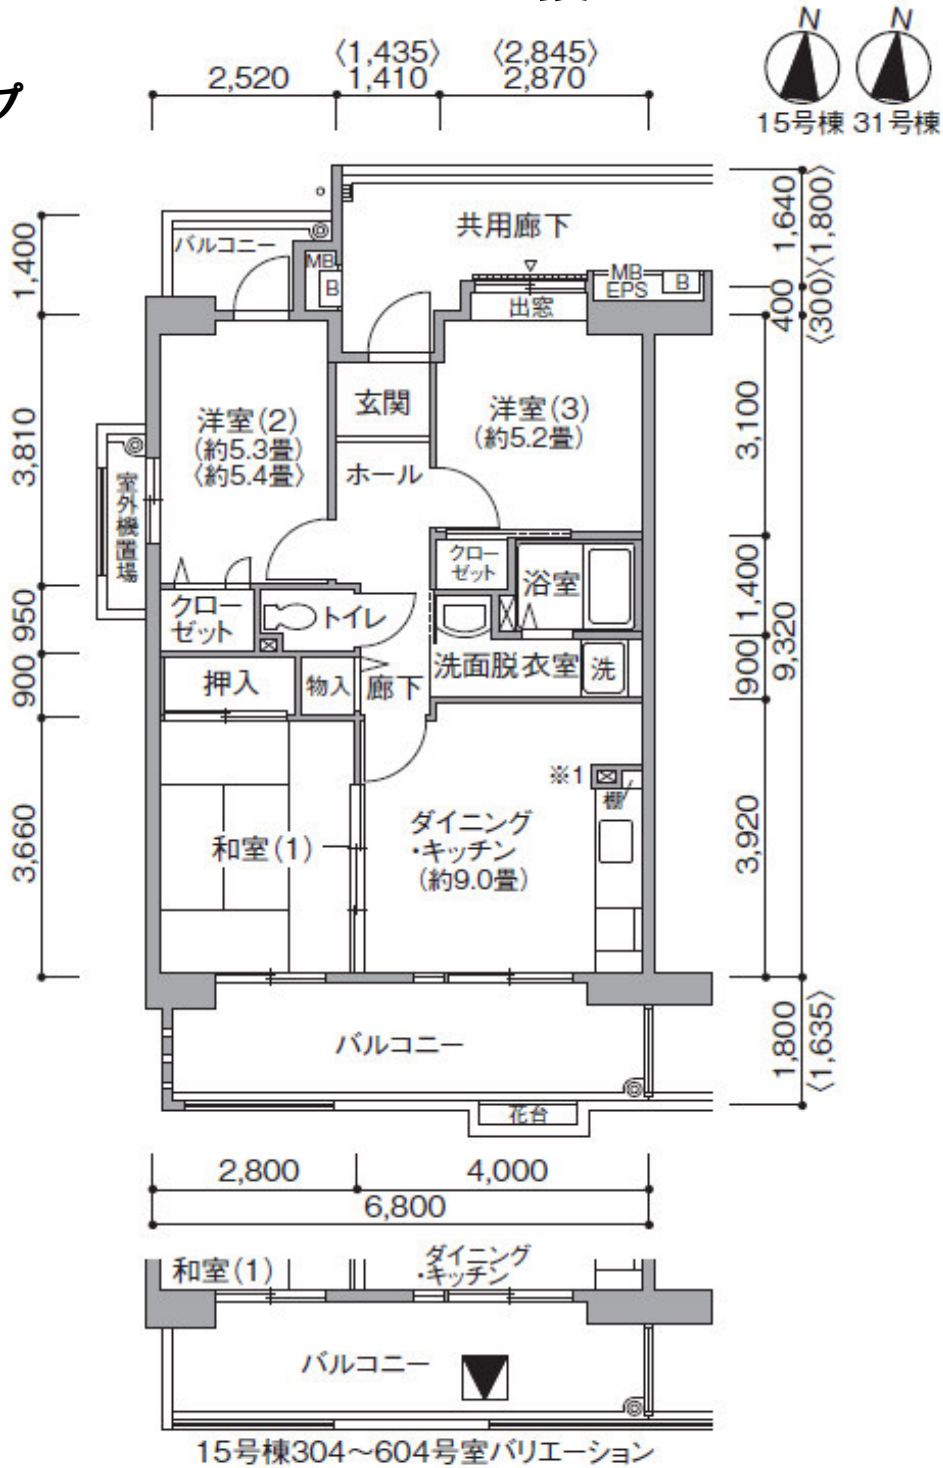 プ
2,520
〈1,435〉
1,410
〈2,845〉
2,870
N
15号棟
N
31号棟
1,400
3,810
950
900
3,660
1,640
〈1,800〉
400
〈300〉
3,100
1,400
900
9,320
3,920
1,800
〈1,635〉
バルコニー
MB
B
共用廊下
MB
EPS
B
出窓
玄関
洋室(2)
(約5.3畳)
〈約5.4畳〉
洋室(3)
(約5.2畳)
ホール
室外機置場
クロー
ゼット
浴室
クロー
ゼット
トイレ
洗面脱衣室
洗
押入
物入
廊下
※1
棚
和室(1)
ダイニング
・キッチン
(約9.0畳)
バルコニー
花台
2,800
4,000
6,800
和室(1)
ダイニング
・キッチン
バルコニー
15号棟304～604号室バリエーション